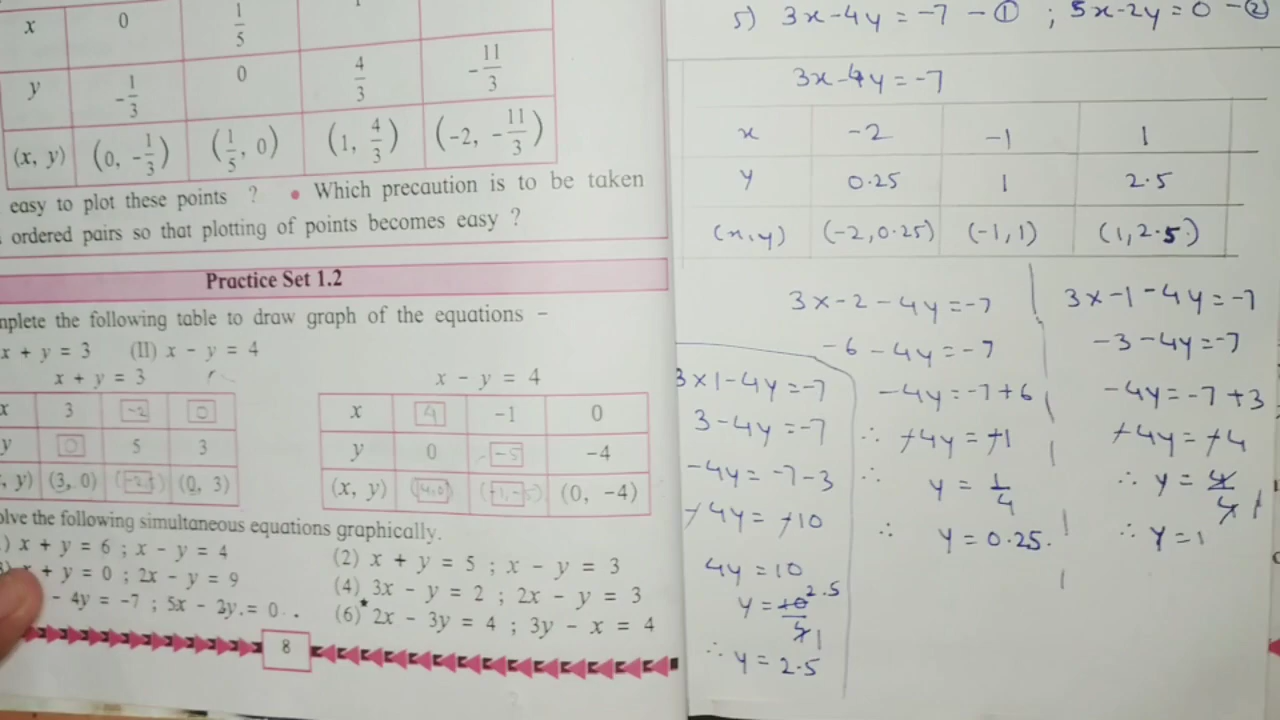 x 0 1/5 1
y -1/3 0 4/3 -11/3
(x, y) (0, -1/3) (1/5, 0) (1, 4/3) (-2, -11/3)
easy to plot these points ? • Which precaution is to be taken
ordered pairs so that plotting of points becomes easy ?
Practice Set 1.2
the following table to draw graph of the equations –
x + y = 3 (II) x - y = 4
x + y = 3
x 3 -2 0
y 0 5 3
, y) (3, 0) (0, 3)
x - y = 4
x 4 -1 0
y 0 -5 -4
(x, y) (4,0) (-1,-5) (0, -4)
the following simultaneous equations graphically.
) x + y = 6 ; x - y = 4
(2) x + y = 5 ; x - y = 3
x + y = 0 ; 2x - y = 9
(4) 3x - y = 2 ; 2x - y = 3
- 4y = -7 ; 5x - 2y = 0 .
(6)* 2x - 3y = 4 ; 3y - x = 4
8
5) 3x-4y = -7 - ① ; 5x-2y = 0 - ②
3x-4y = -7
x -2 -1 1
y 0.25 1 2.5
(x,y) (-2,0.25) (-1,1) (1,2.5)
3x-2-4y=-7
-6-4y=-7
-4y=-7+6
∴ -4y=-1
∴ y = 1/4
∴ y = 0.25.
3x-1-4y=-7
-3-4y=-7
-4y=-7+3
-4y=-4
∴ y = 4/4 1
∴ y=1
3x1-4y=-7
3-4y=-7
-4y=-7-3
-4y=-10
4y=10
y = 10/4 2.5 1
∴ y = 2.5